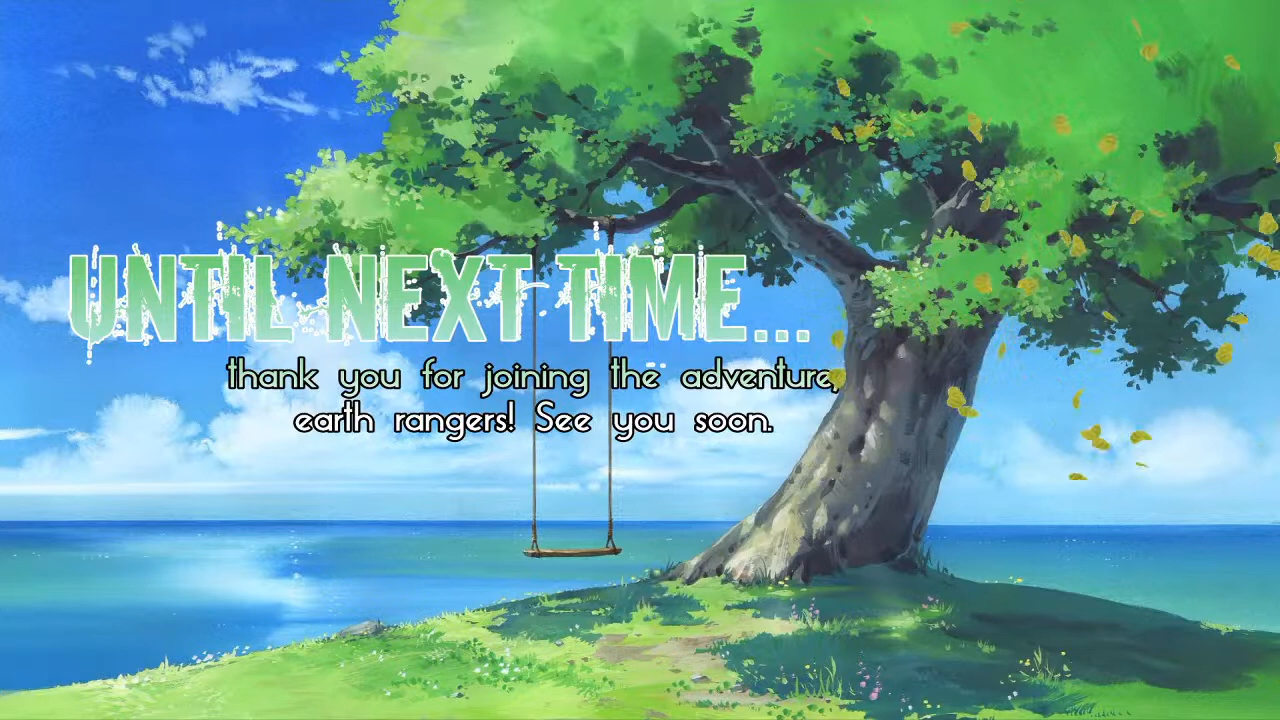 UNTIL NEXT TIME...
thank you for joining the adventure,
earth rangers! See you soon.